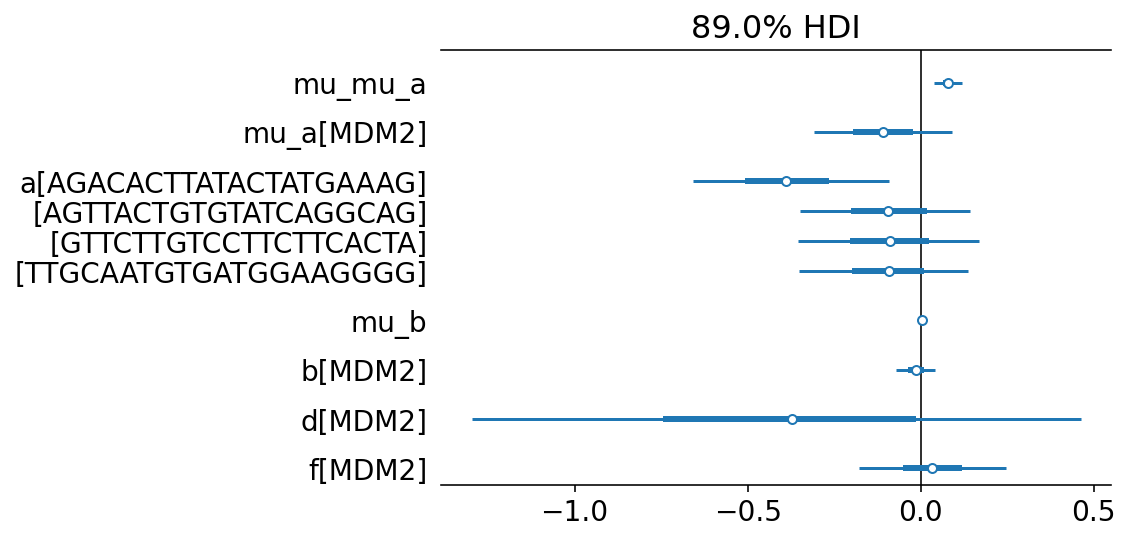 89.0% HDI
mu_mu_a
mu_a[MDM2]
a[AGACACTTATACTATGAAAG]
[AGTTACTGTGTATCAGGCAG]
[GTTCTTGTCCTTCTTCACTA]
[TTGCAATGTGATGGAAGGGG]
mu_b
b[MDM2]
d[MDM2]
f[MDM2]
−1.0 −0.5 0.0 0.5